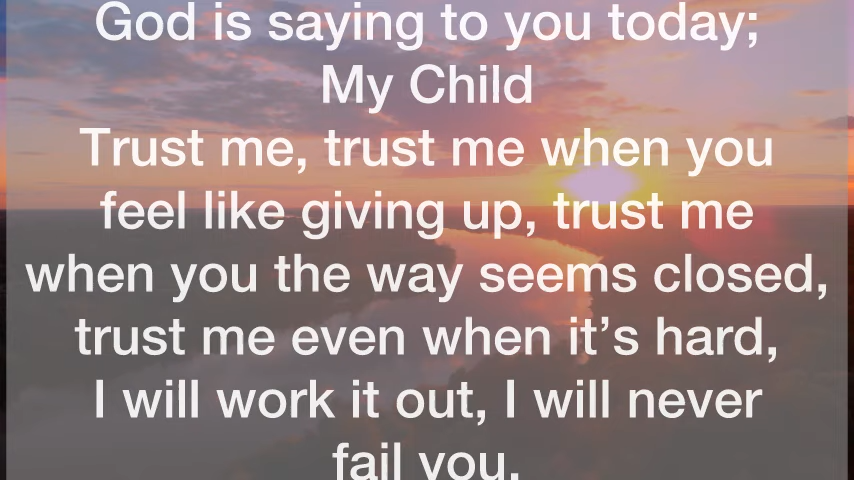 God is saying to you today;
My Child
Trust me, trust me when you
feel like giving up, trust me
when you the way seems closed,
trust me even when it’s hard,
I will work it out, I will never
fail you.